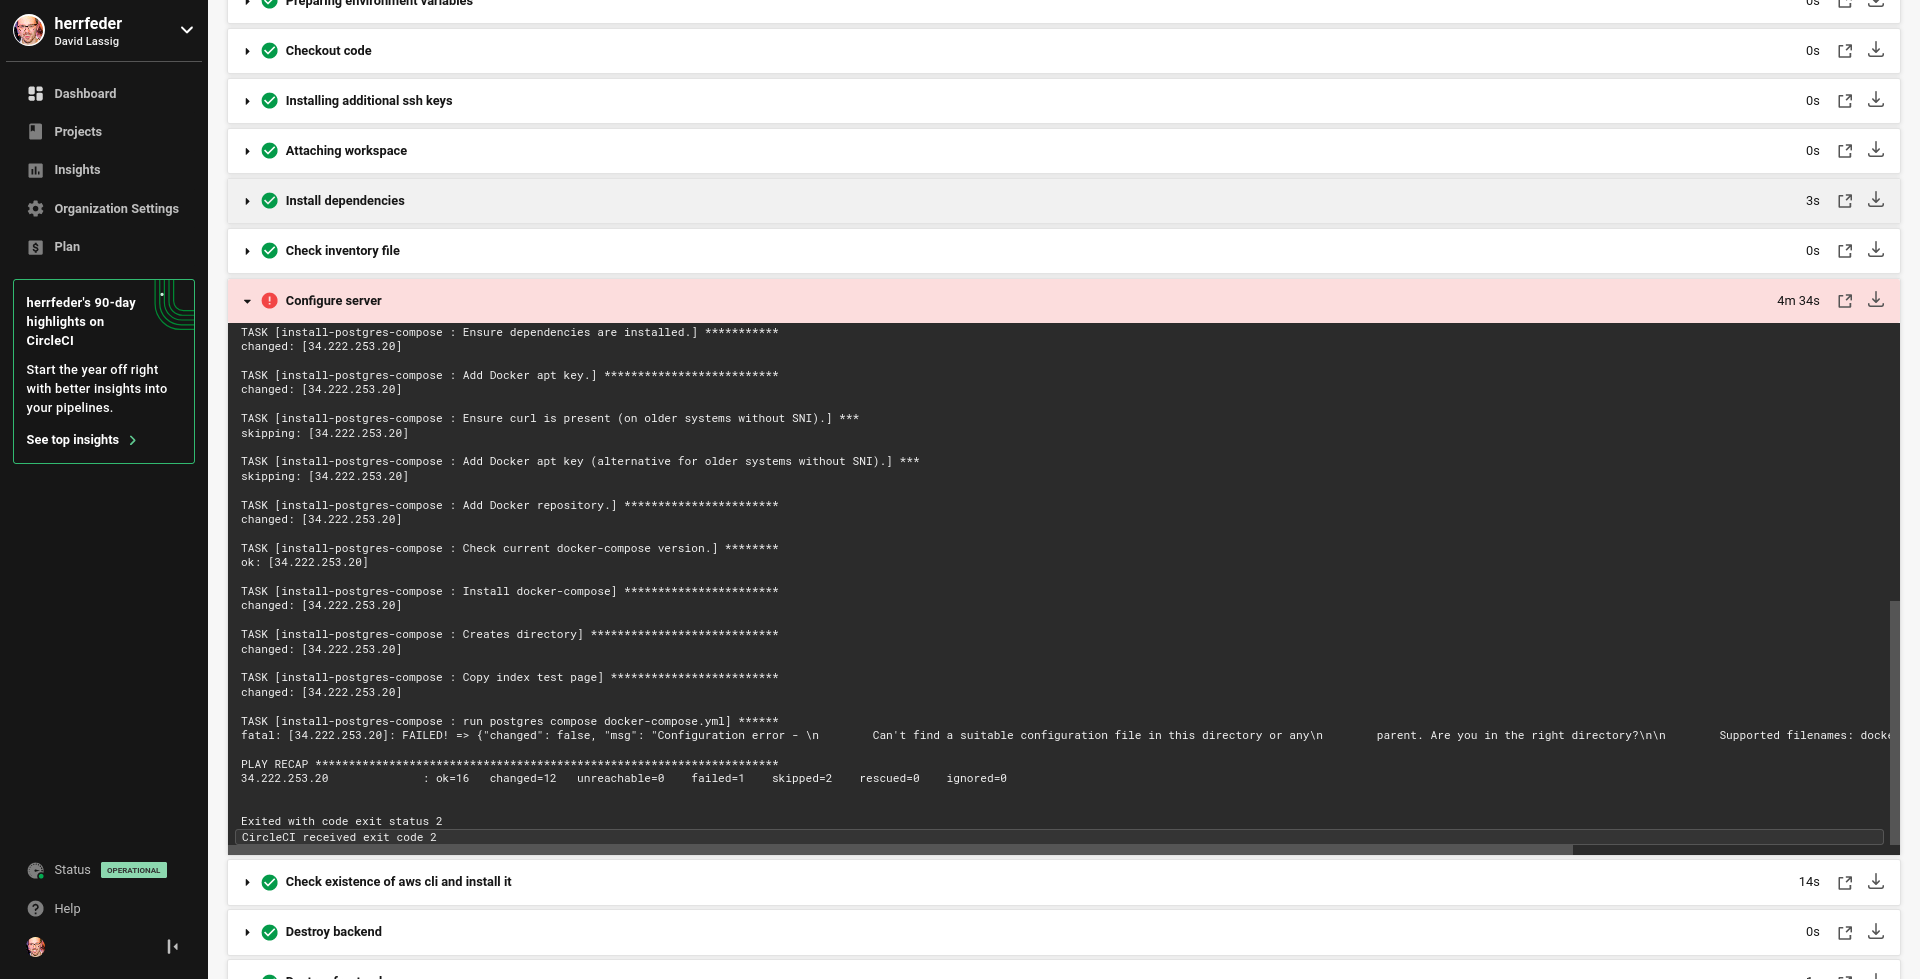 herrfeder
David Lassig
Dashboard
Projects
Insights
Organization Settings
Plan
herrfeder's 90-day
highlights on
CircleCI
Start the year off right
with better insights into
your pipelines.
See top insights
Status OPERATIONAL
Help
Preparing environment variables 0s
Checkout code 0s
Installing additional ssh keys 0s
Attaching workspace 0s
Install dependencies 3s
Check inventory file 0s
Configure server 4m 34s
TASK [install-postgres-compose : Ensure dependencies are installed.] ***********
changed: [34.222.253.20]
TASK [install-postgres-compose : Add Docker apt key.] **************************
changed: [34.222.253.20]
TASK [install-postgres-compose : Ensure curl is present (on older systems without SNI).] ***
skipping: [34.222.253.20]
TASK [install-postgres-compose : Add Docker apt key (alternative for older systems without SNI).] ***
skipping: [34.222.253.20]
TASK [install-postgres-compose : Add Docker repository.] ***********************
changed: [34.222.253.20]
TASK [install-postgres-compose : Check current docker-compose version.] ********
ok: [34.222.253.20]
TASK [install-postgres-compose : Install docker-compose] ***********************
changed: [34.222.253.20]
TASK [install-postgres-compose : Creates directory] ****************************
changed: [34.222.253.20]
TASK [install-postgres-compose : Copy index test page] *************************
changed: [34.222.253.20]
TASK [install-postgres-compose : run postgres compose docker-compose.yml] ******
fatal: [34.222.253.20]: FAILED! => {"changed": false, "msg": "Configuration error - \n        Can't find a suitable configuration file in this directory or any\n        parent. Are you in the right directory?\n\n        Supported filenames: docke
PLAY RECAP *********************************************************************
34.222.253.20              : ok=16   changed=12   unreachable=0    failed=1    skipped=2    rescued=0    ignored=0
Exited with code exit status 2
CircleCI received exit code 2
Check existence of aws cli and install it 14s
Destroy backend 0s